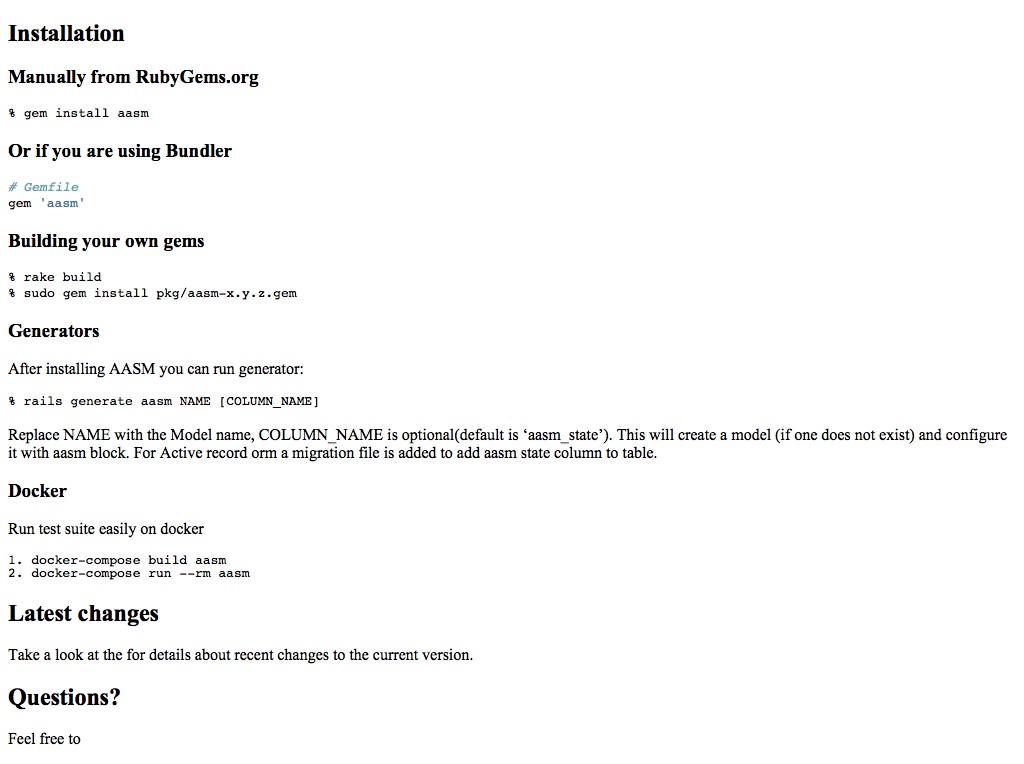 Installation
Manually from RubyGems.org
% gem install aasm
Or if you are using Bundler
# Gemfile
gem 'aasm'
Building your own gems
% rake build
% sudo gem install pkg/aasm-x.y.z.gem
Generators
After installing AASM you can run generator:
% rails generate aasm NAME [COLUMN_NAME]
Replace NAME with the Model name, COLUMN_NAME is optional(default is ‘aasm_state’). This will create a model (if one does not exist) and configure
it with aasm block. For Active record orm a migration file is added to add aasm state column to table.
Docker
Run test suite easily on docker
1. docker-compose build aasm
2. docker-compose run --rm aasm
Latest changes
Take a look at the for details about recent changes to the current version.
Questions?
Feel free to